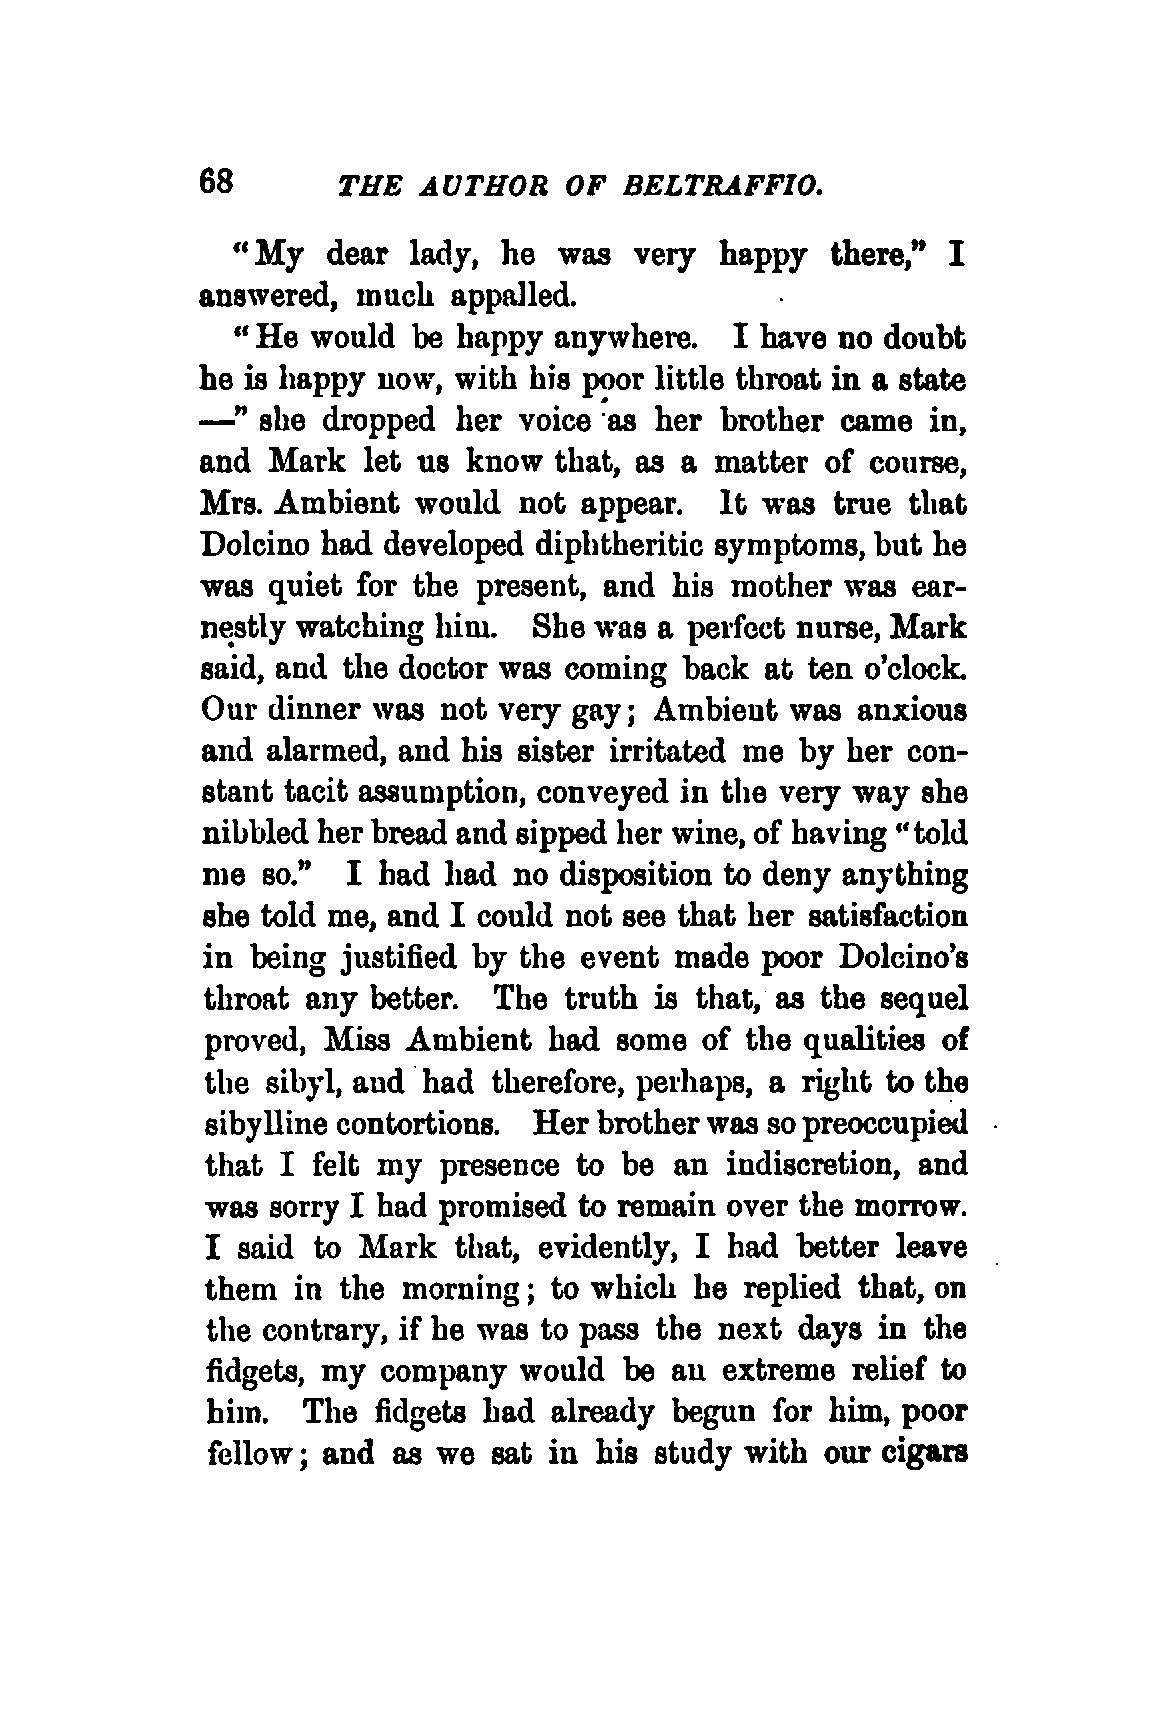 68 THE AUTHOR OF BELTRAFFIO.
"My dear lady, he was very happy there," I
answered, much appalled.
"He would be happy anywhere. I have no doubt
he is happy now, with his poor little throat in a state
—" she dropped her voice as her brother came in,
and Mark let us know that, as a matter of course,
Mrs. Ambient would not appear. It was true that
Dolcino had developed diphtheritic symptoms, but he
was quiet for the present, and his mother was ear-
nestly watching him. She was a perfect nurse, Mark
said, and the doctor was coming back at ten o'clock.
Our dinner was not very gay; Ambient was anxious
and alarmed, and his sister irritated me by her con-
stant tacit assumption, conveyed in the very way she
nibbled her bread and sipped her wine, of having "told
me so." I had had no disposition to deny anything
she told me, and I could not see that her satisfaction
in being justified by the event made poor Dolcino's
throat any better. The truth is that, as the sequel
proved, Miss Ambient had some of the qualities of
the sibyl, and had therefore, perhaps, a right to the
sibylline contortions. Her brother was so preoccupied
that I felt my presence to be an indiscretion, and
was sorry I had promised to remain over the morrow.
I said to Mark that, evidently, I had better leave
them in the morning; to which he replied that, on
the contrary, if he was to pass the next days in the
fidgets, my company would be an extreme relief to
him. The fidgets had already begun for him, poor
fellow; and as we sat in his study with our cigars